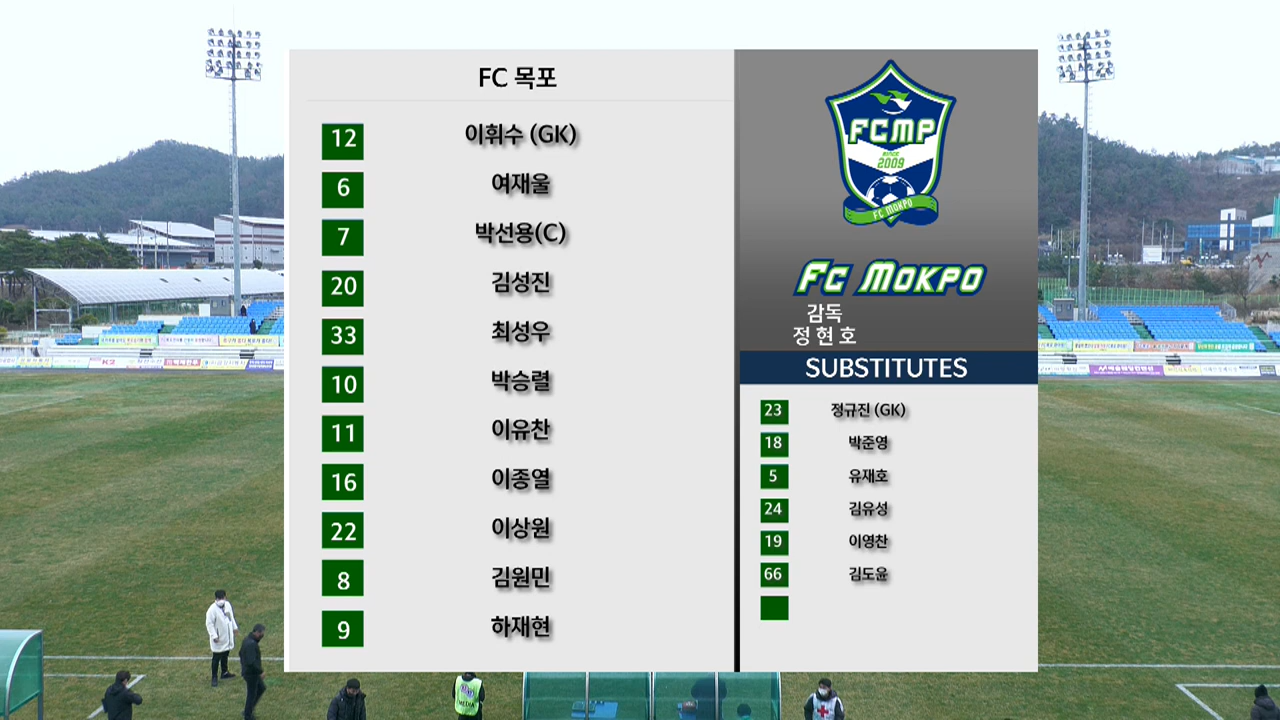 FC 목포
12 이휘수 (GK)
6 여재울
7 박선용(C)
20 김성진
33 최성우
10 박승렬
11 이유찬
16 이종열
22 이상원
8 김원민
9 하재현
FCMP
SINCE
2009
FC MOKPO
FC MOKPO
감독
정현호
SUBSTITUTES
23 정규진 (GK)
18 박준영
5 유재호
24 김유성
19 이영찬
66 김도윤
K2
MEDIA